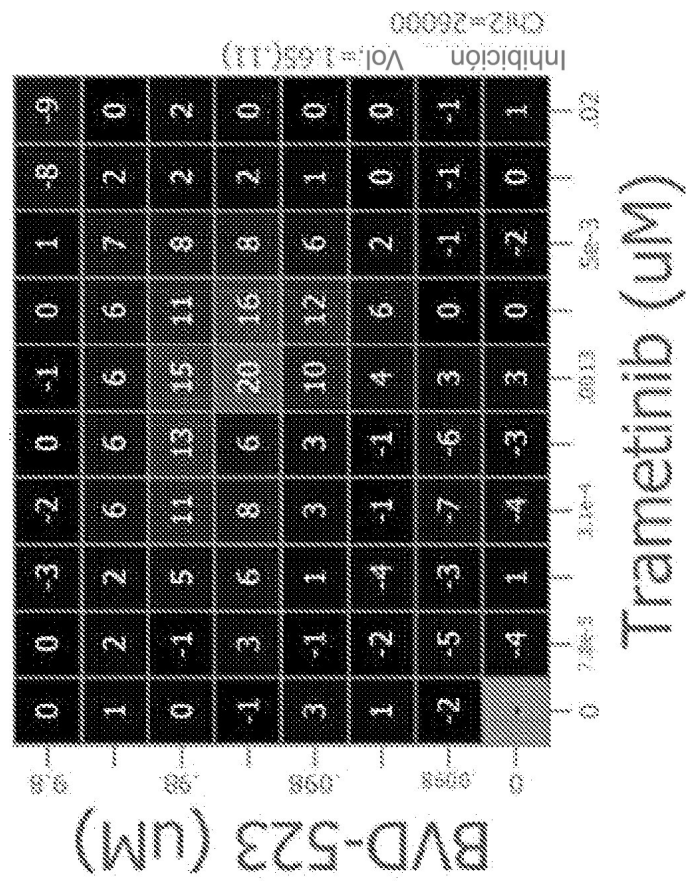 BVD-523 (uM)
9.8 0 0 -3 -2 0 -1 0 1 -8 -9
1 2 2 6 6 6 6 7 2 0
.98 0 -1 5 11 13 15 11 8 2 2
-1 3 6 8 6 20 16 8 2 0
.098 3 -1 1 3 3 10 12 6 1 0
1 -2 -4 -1 -1 4 6 2 0 0
.0098 -2 -5 -3 -7 -6 3 0 -1 -1 -1
0 - -4 1 -4 -3 3 0 -2 0 1
0 7.8e-5 3.1e-4 .0013 5e-3 .02
Trametinib (uM)
Inhibición
Vol.=1.65(.11)
Chi2=26000